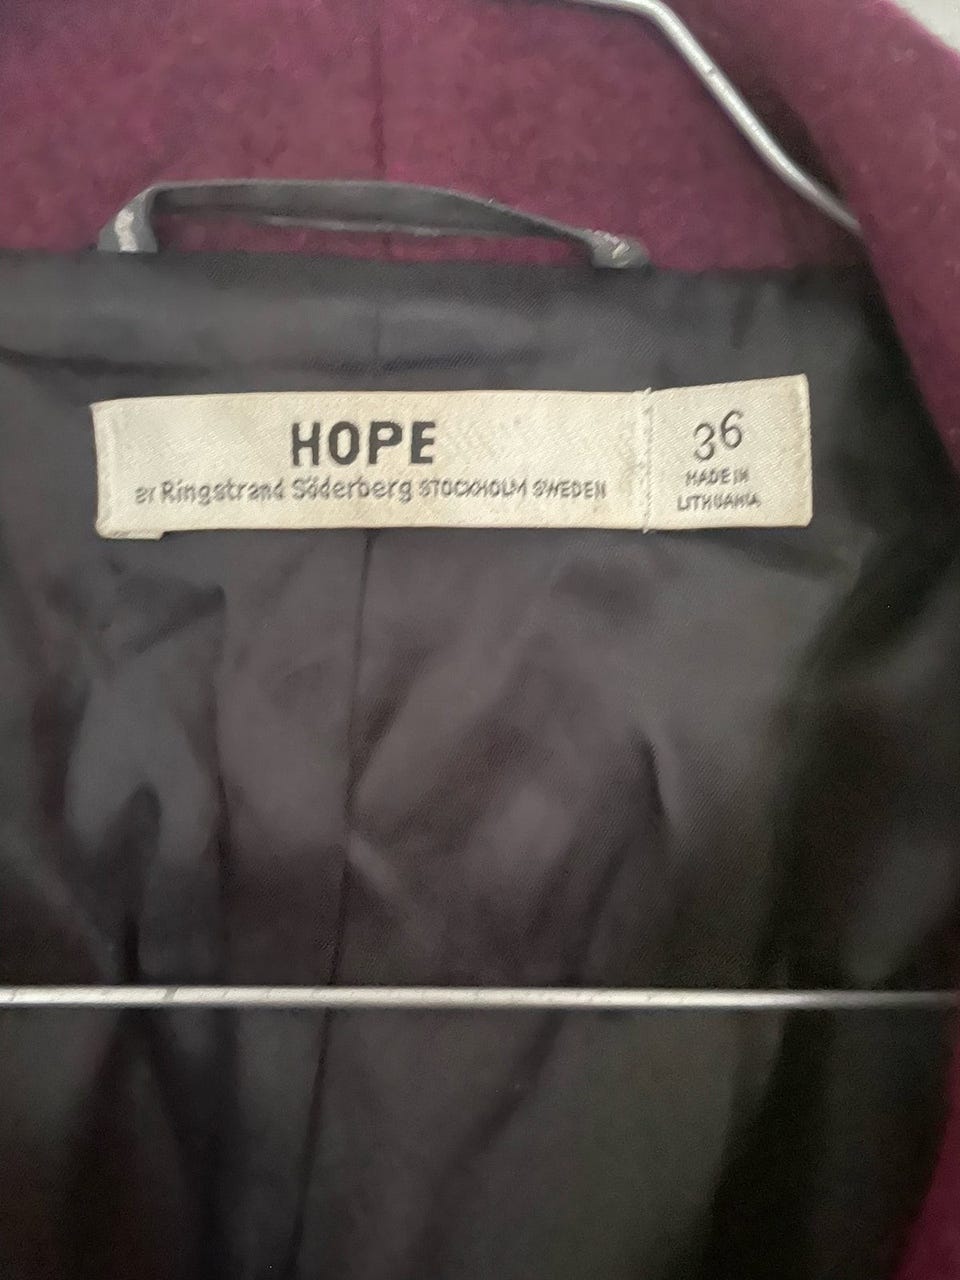 HOPE
BY Ringstrand Söderberg STOCKHOLM SWEDEN
36
MADE IN
LITHUANIA